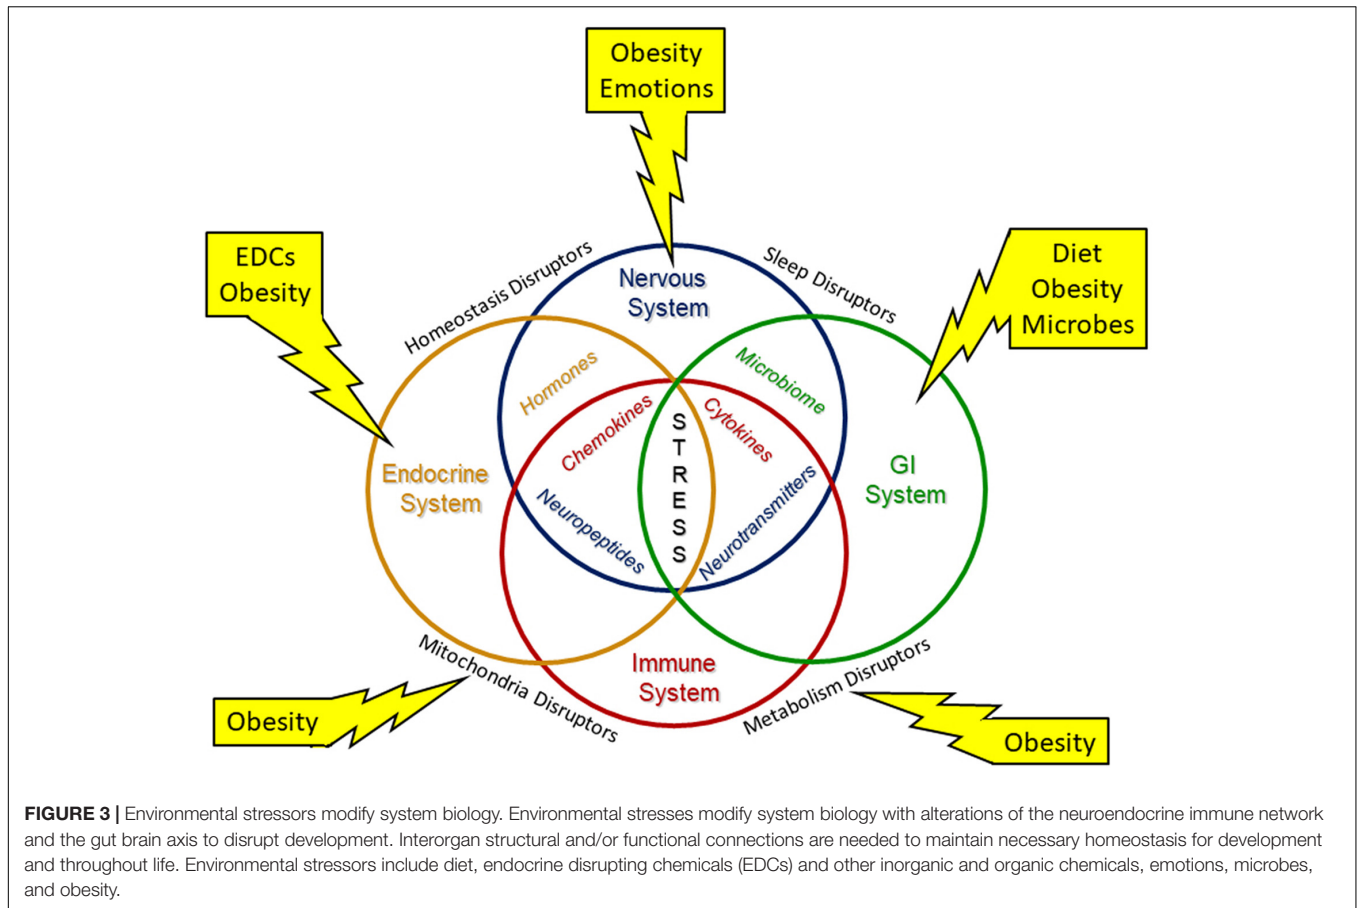 Obesity
Emotions
EDCs
Obesity
Diet
Obesity
Microbes
Homeostasis Disruptors
Sleep Disruptors
Nervous
System
Hormones
Microbiome
Chemokines
Cytokines
STRESS
Endocrine
System
GI
System
Neuropeptides
Neurotransmitters
Immune
System
Mitochondria Disruptors
Metabolism Disruptors
Obesity
Obesity
FIGURE 3 | Environmental stressors modify system biology. Environmental stresses modify system biology with alterations of the neuroendocrine immune network
and the gut brain axis to disrupt development. Interorgan structural and/or functional connections are needed to maintain necessary homeostasis for development
and throughout life. Environmental stressors include diet, endocrine disrupting chemicals (EDCs) and other inorganic and organic chemicals, emotions, microbes,
and obesity.